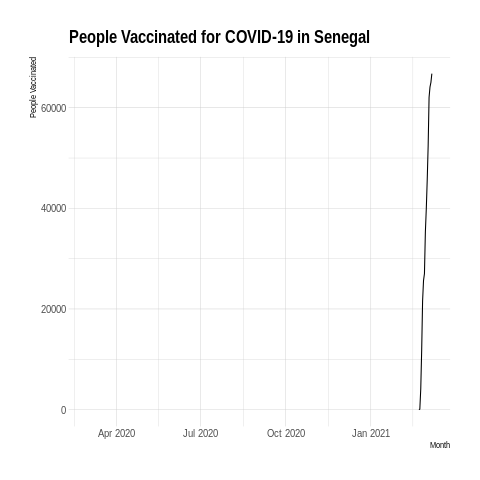 People Vaccinated for COVID-19 in Senegal
People Vaccinated
60000
40000
20000
0
Apr 2020
Jul 2020
Oct 2020
Jan 2021
Month